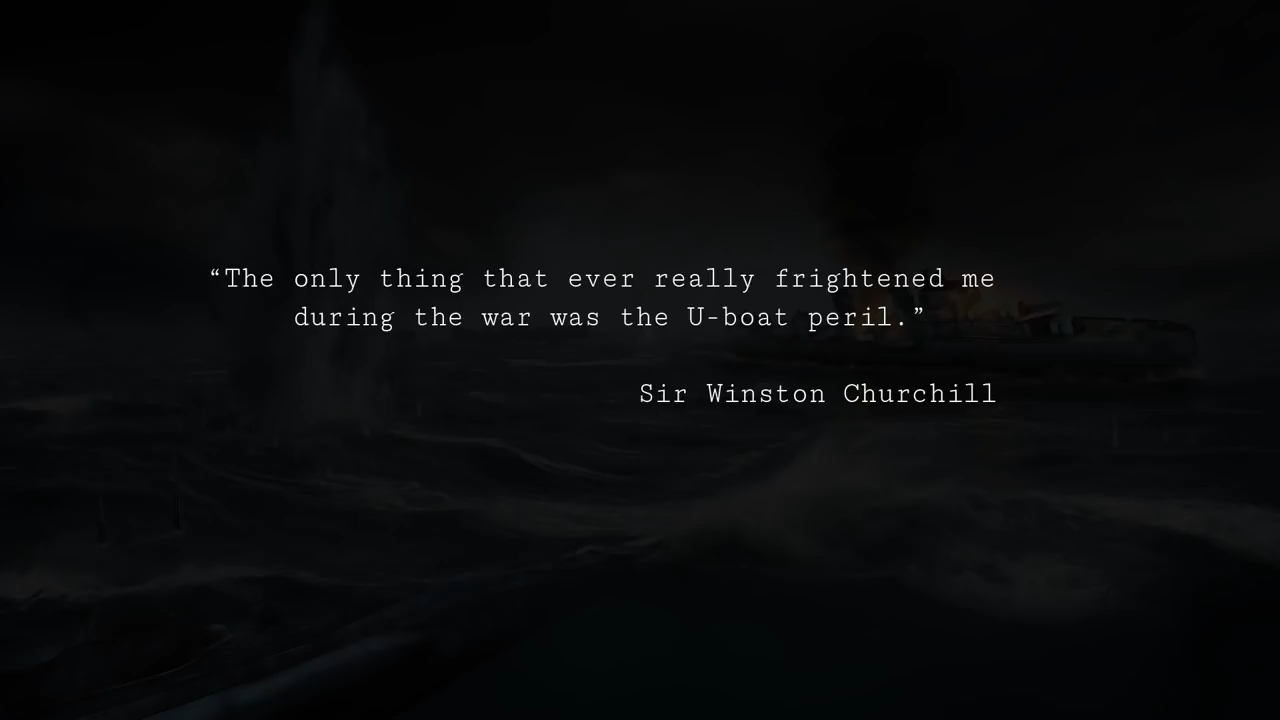 “The only thing that ever really frightened me
during the war was the U-boat peril.”
Sir Winston Churchill